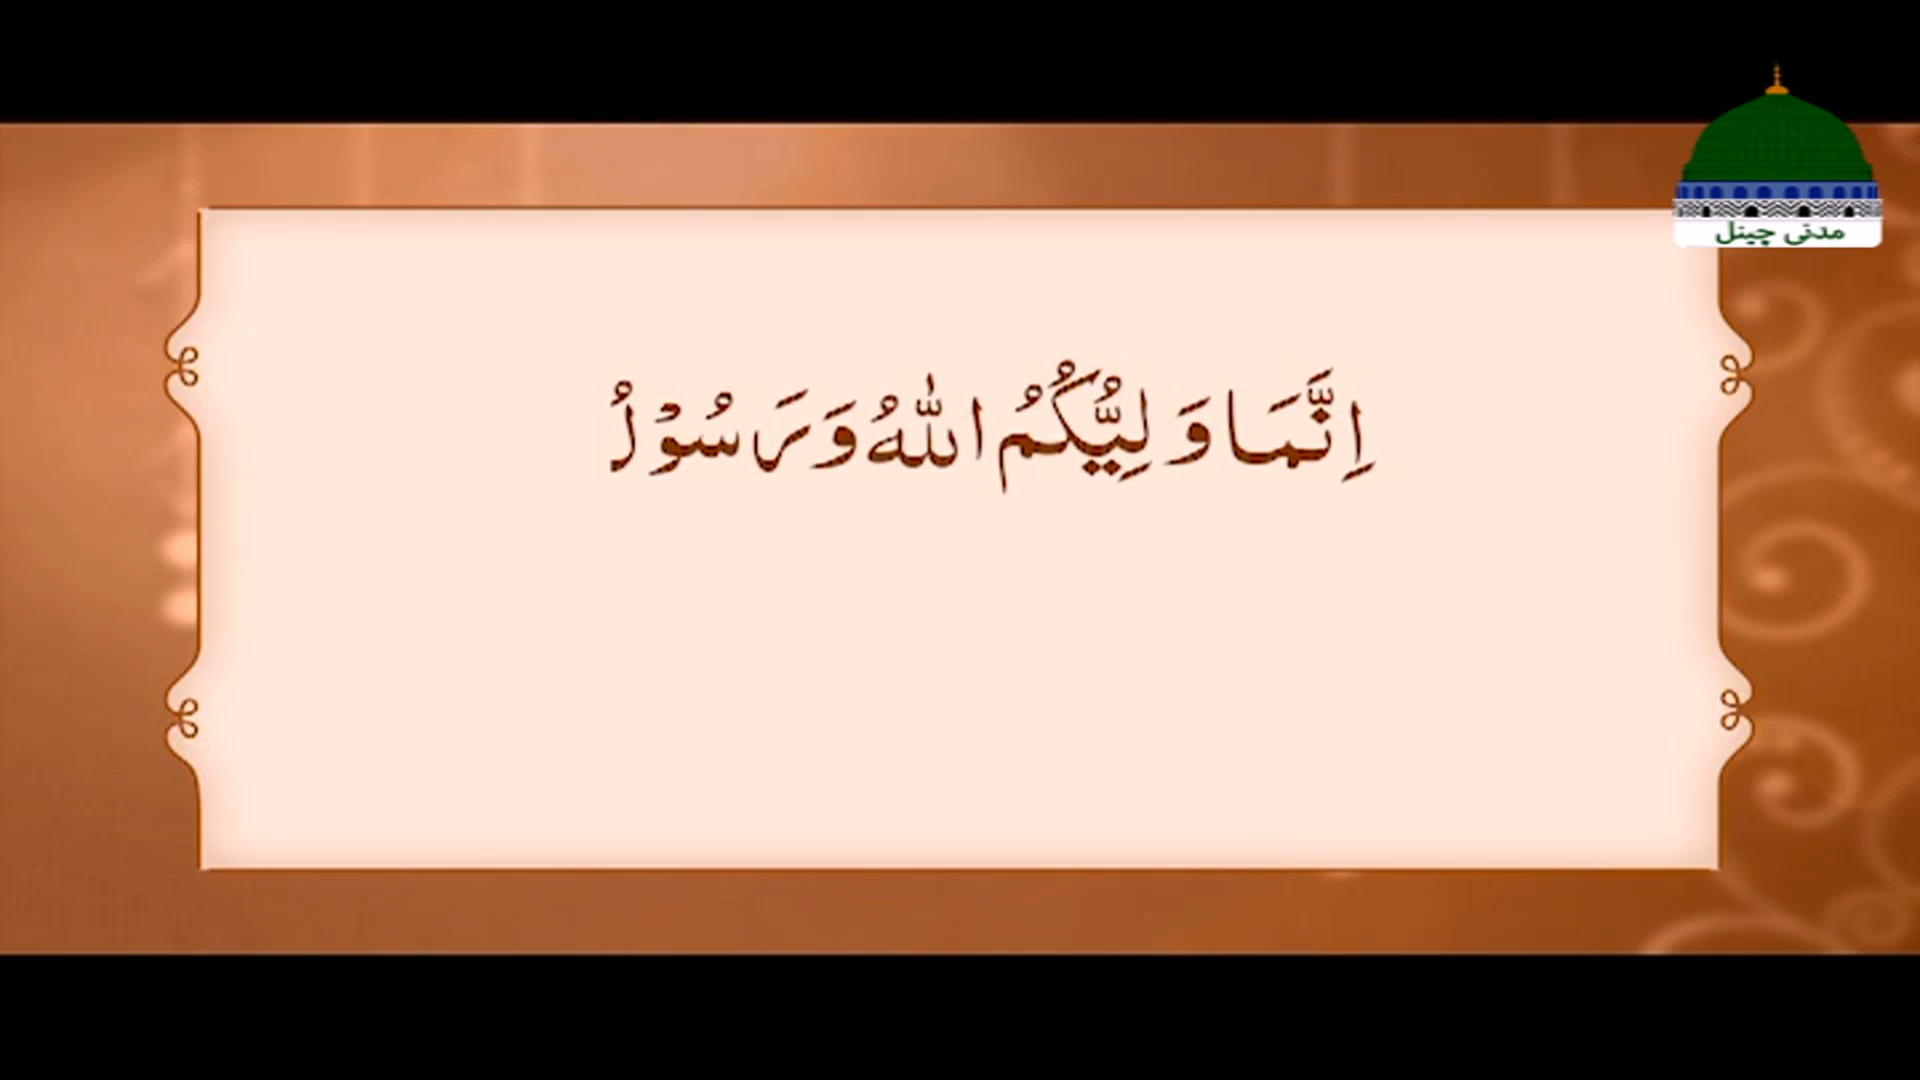 مدنی چینل
اِنَّمَا وَلِيُّكُمُ اللّٰهُ وَرَسُوْلُ